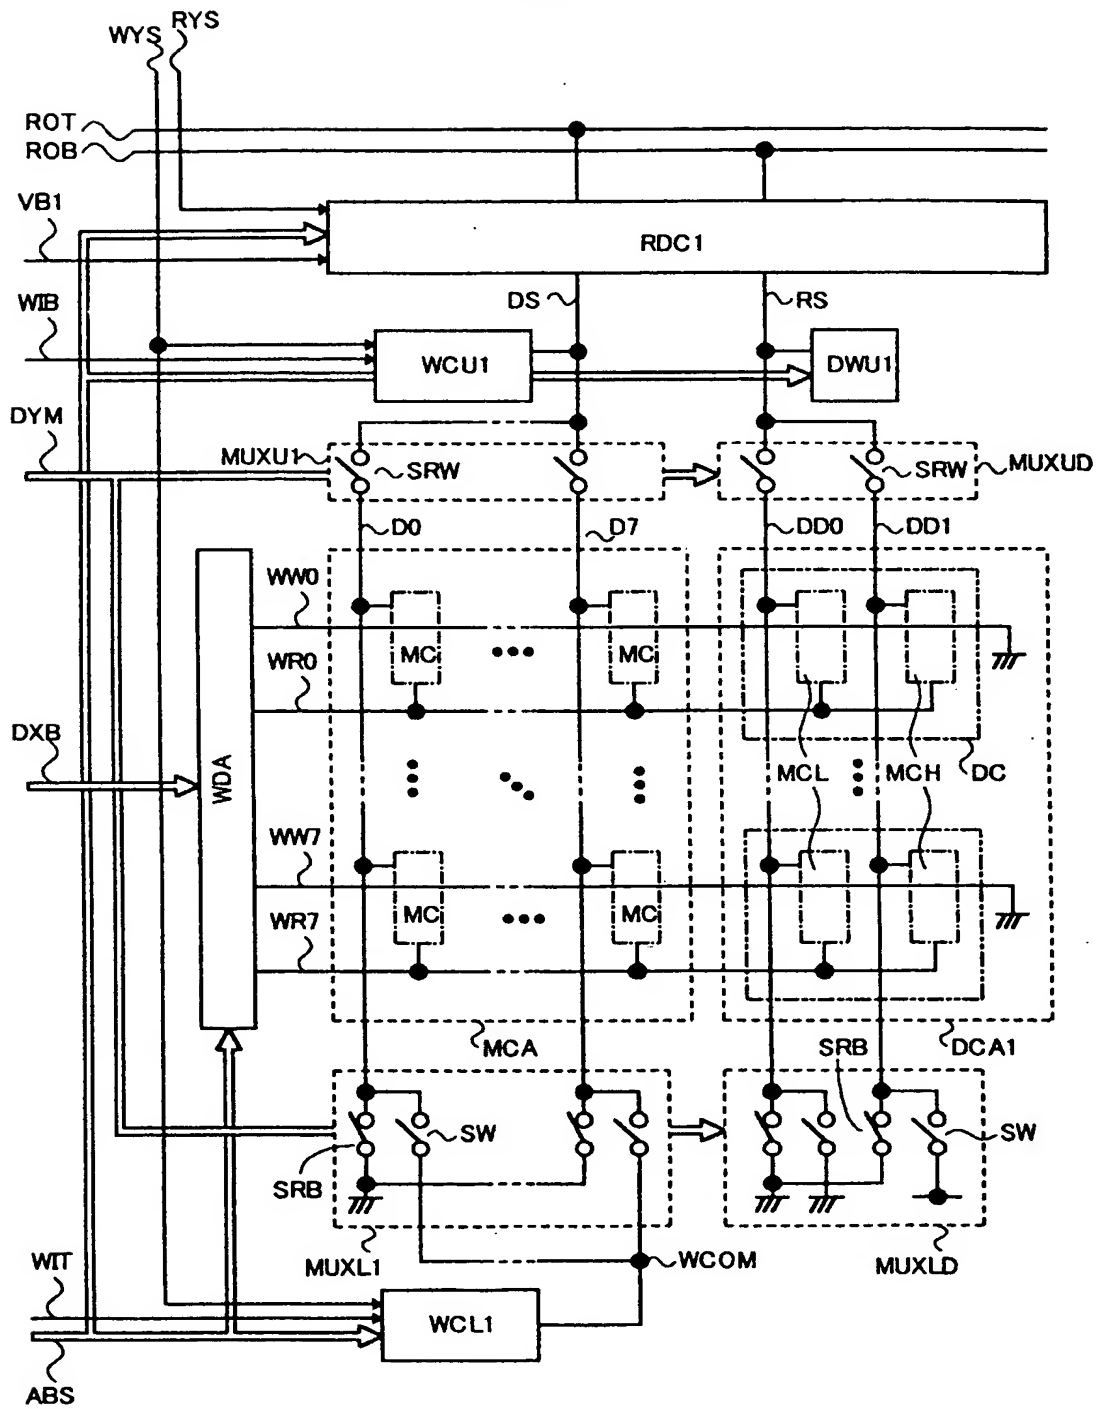 WYS RYS
ROT
ROB
VB1
RDC1
WIB
DS RS
WCU1 DWU1
DYM
MUXU1 SRW SRW MUXUD
D0 D7 DD0 DD1
WW0
MC MC
WR0
DXB
WDA
MCL MCH DC
WW7
MC MC
WR7
MCA SRB DCA1
SW SW
SRB
MUXL1 WCOM MUXLD
WIT
WCL1
ABS